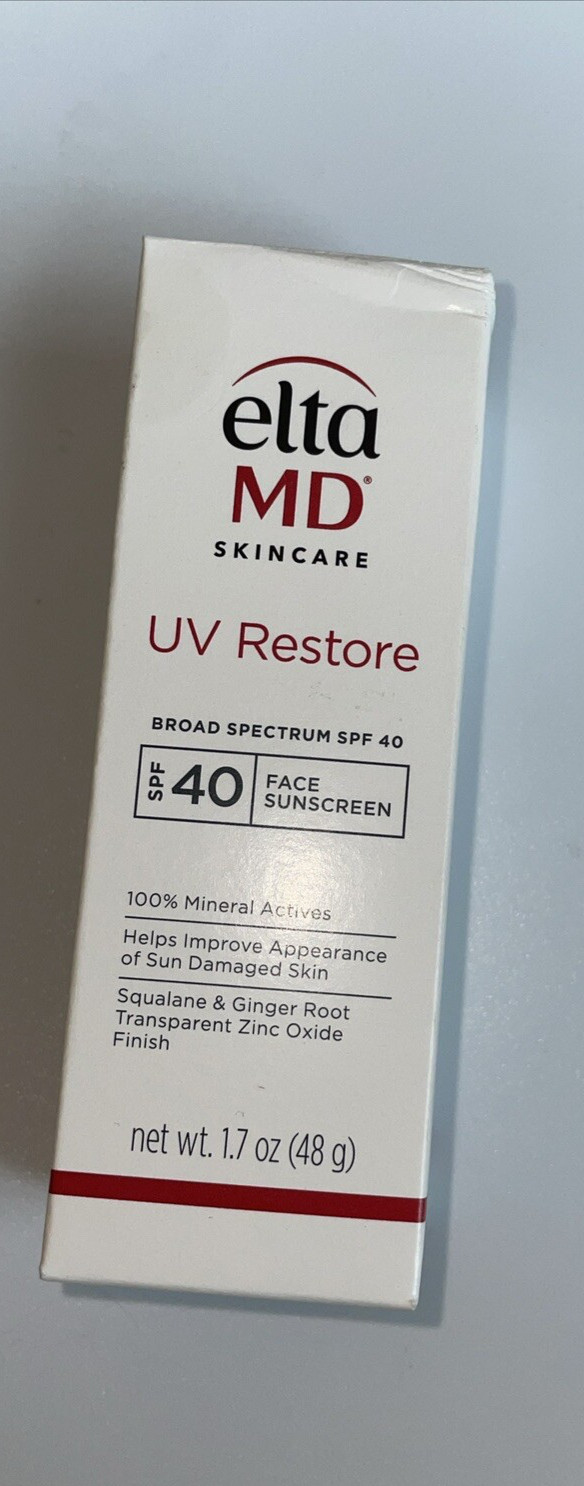 elta
MD®
SKINCARE
UV Restore
BROAD SPECTRUM SPF 40
SPF 40 FACE
SUNSCREEN
100% Mineral Actives
Helps Improve Appearance
of Sun Damaged Skin
Squalane & Ginger Root
Transparent Zinc Oxide
Finish
net wt. 1.7 oz (48 g)